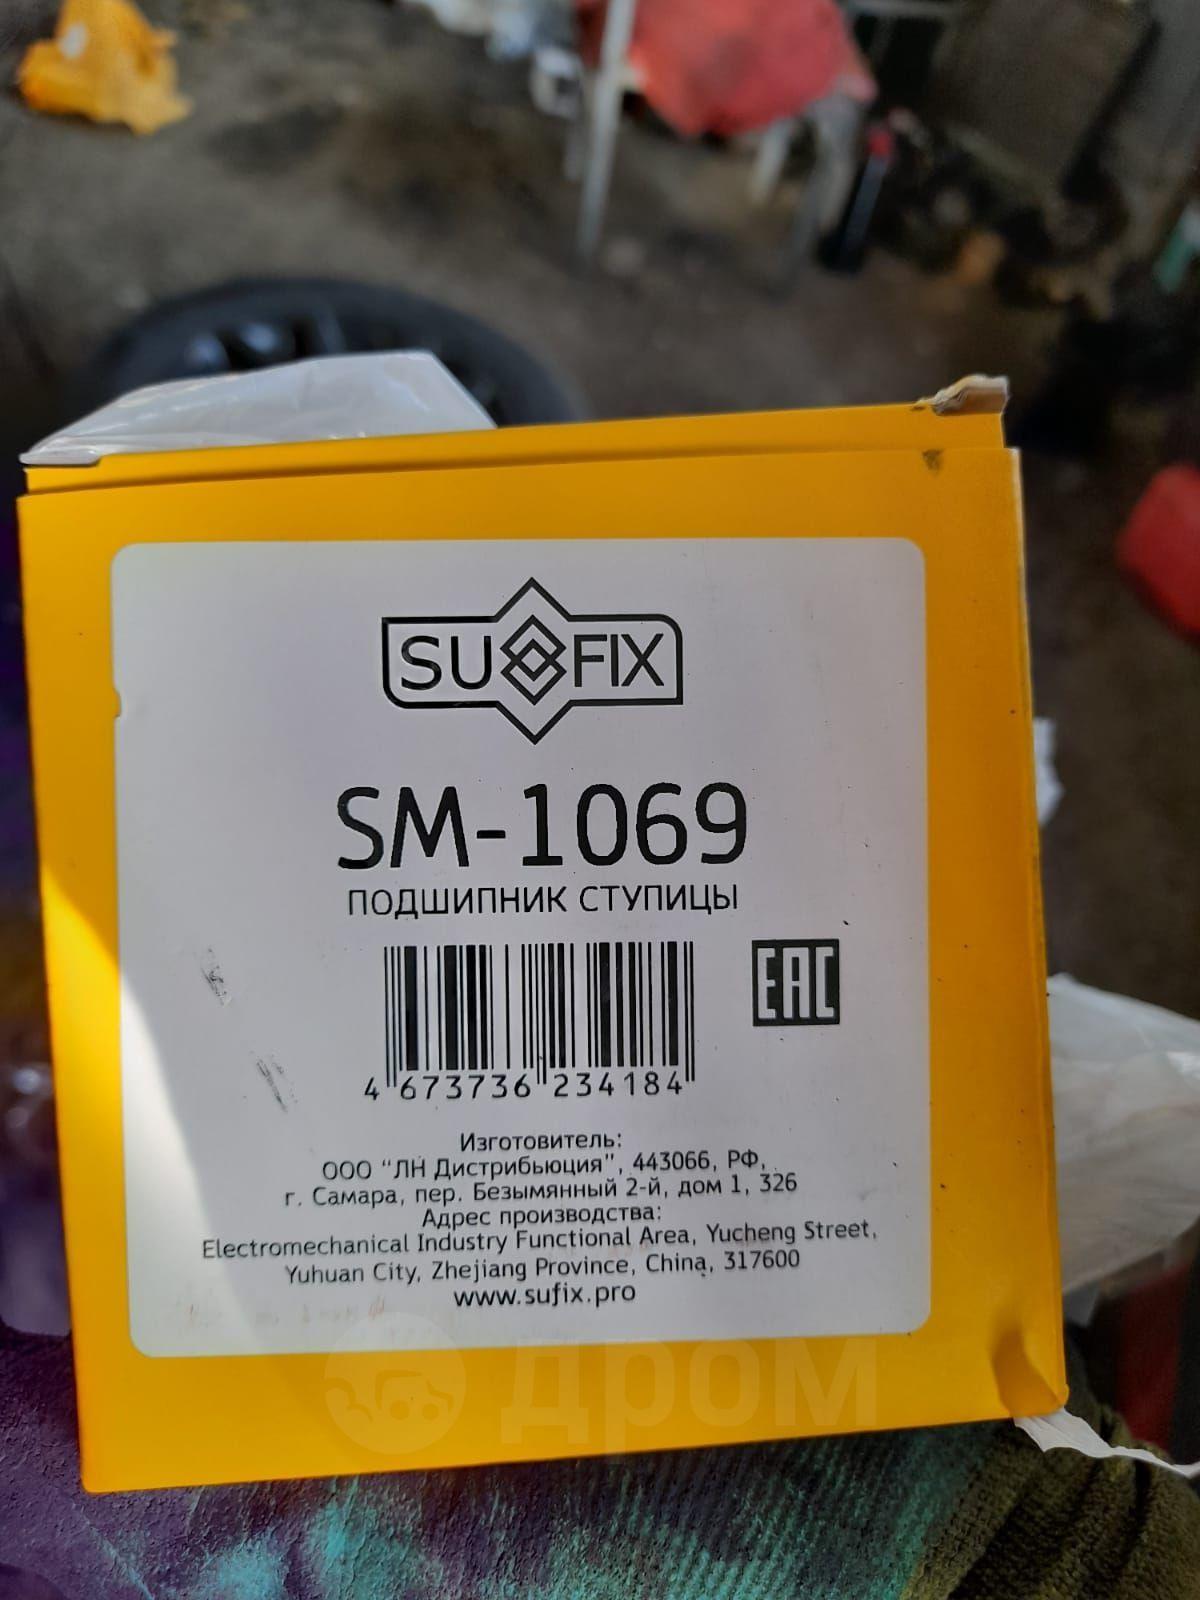 SUFIX
SM-1069
ПОДШИПНИК СТУПИЦЫ
EAC
4 673736 234184
Изготовитель:
ООО "ЛН Дистрибьюция", 443066, РФ,
г. Самара, пер. Безымянный 2-й, дом 1, 326
Адрес производства:
Electromechanical Industry Functional Area, Yucheng Street,
Yuhuan City, Zhejiang Province, China, 317600
www.sufix.pro
дром